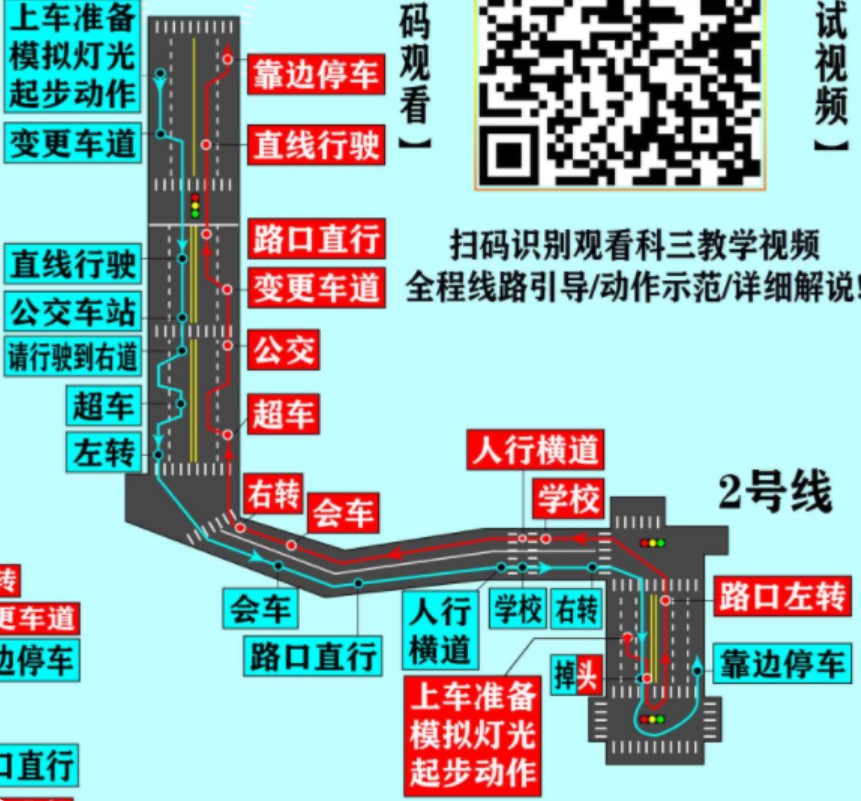 上车准备
模拟灯光
起步动作
变更车道
直线行驶
公交车站
请行驶到右道
超车
左转
靠边停车
直线行驶
路口直行
变更车道
公交
超车
右转
会车
码观看】
试视频】
扫码识别观看科三教学视频
全程线路引导/动作示范/详细解说!
2号线
人行横道
学校
会车
路口直行
人行
横道
学校
右转
路口左转
掉头
靠边停车
上车准备
模拟灯光
起步动作
转
更车道
边停车
口直行